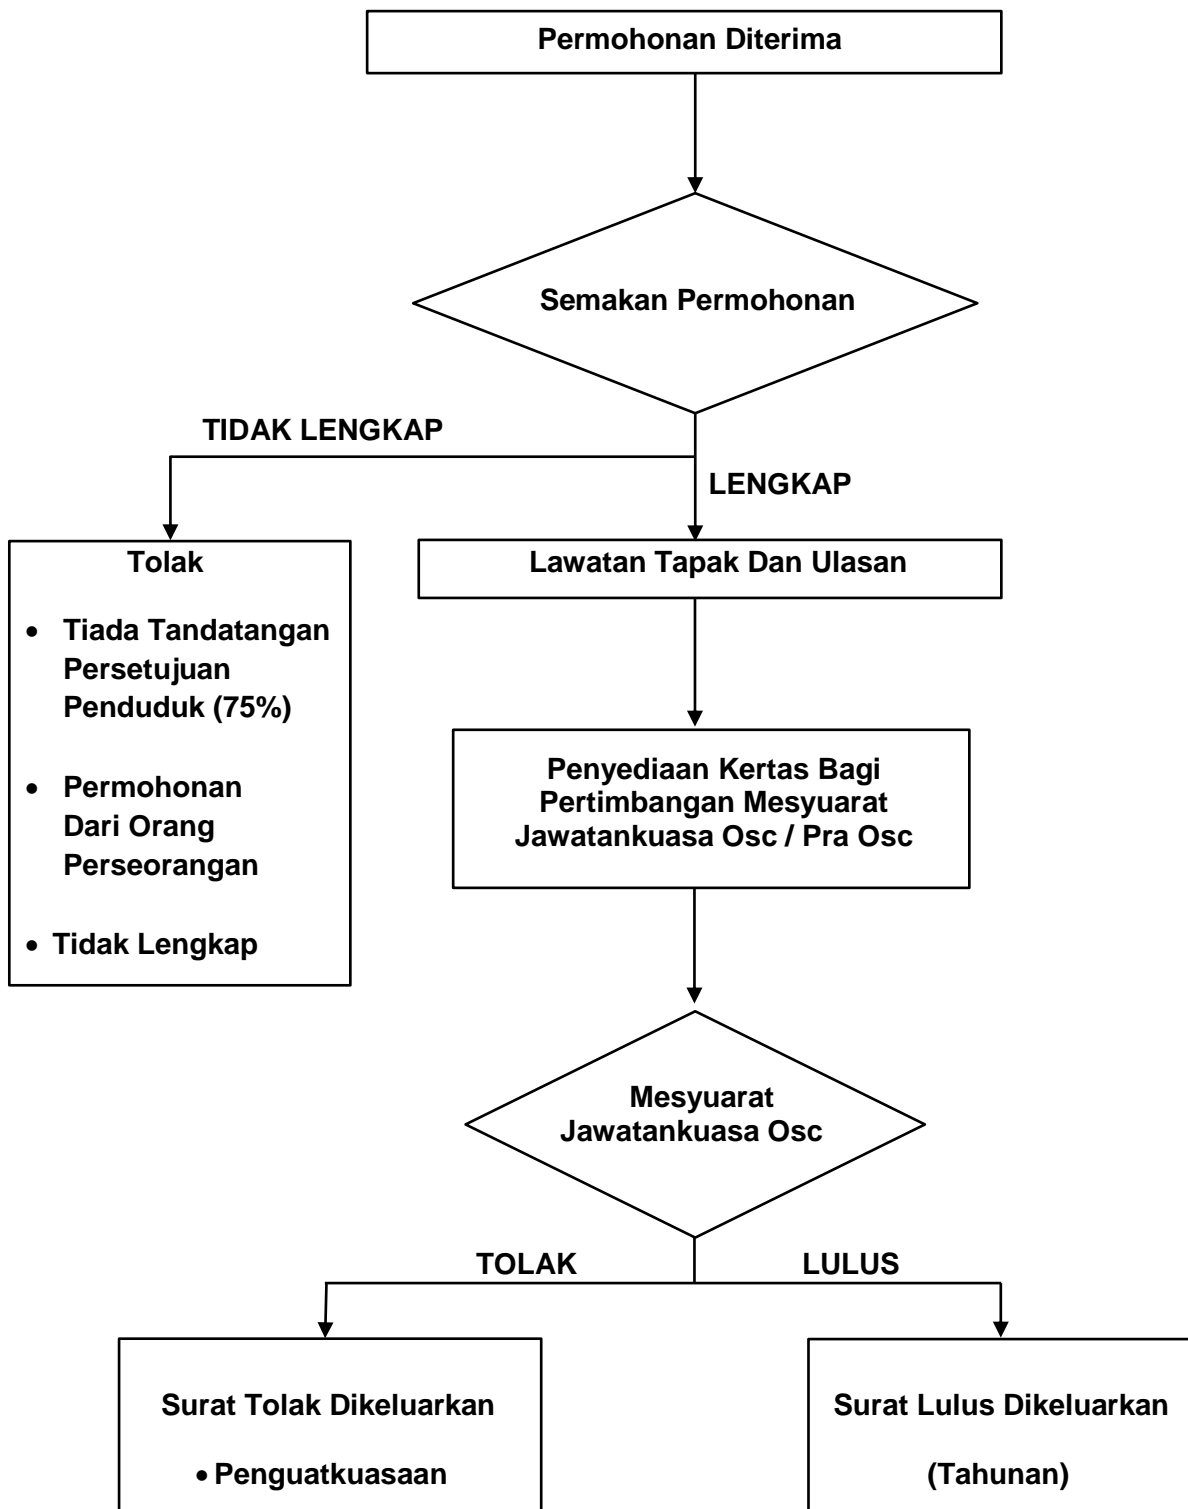 Permohonan Diterima
Semakan Permohonan
TIDAK LENGKAP
LENGKAP
Tolak
• Tiada Tandatangan
Persetujuan
Penduduk (75%)
• Permohonan
Dari Orang
Perseorangan
• Tidak Lengkap
Lawatan Tapak Dan Ulasan
Penyediaan Kertas Bagi
Pertimbangan Mesyuarat
Jawatankuasa Osc / Pra Osc
Mesyuarat
Jawatankuasa Osc
TOLAK
LULUS
Surat Tolak Dikeluarkan
• Penguatkuasaan
Surat Lulus Dikeluarkan
(Tahunan)